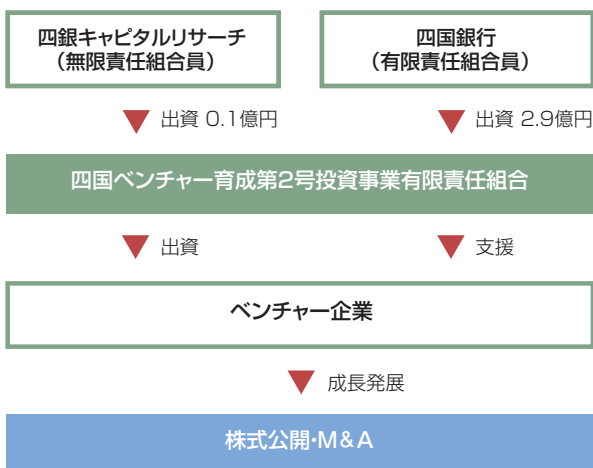 四銀キャピタルリサーチ
（無限責任組合員）
四国銀行
（有限責任組合員）
出資 0.1億円
出資 2.9億円
四国ベンチャー育成第2号投資事業有限責任組合
出資
支援
ベンチャー企業
成長発展
株式公開･M&A